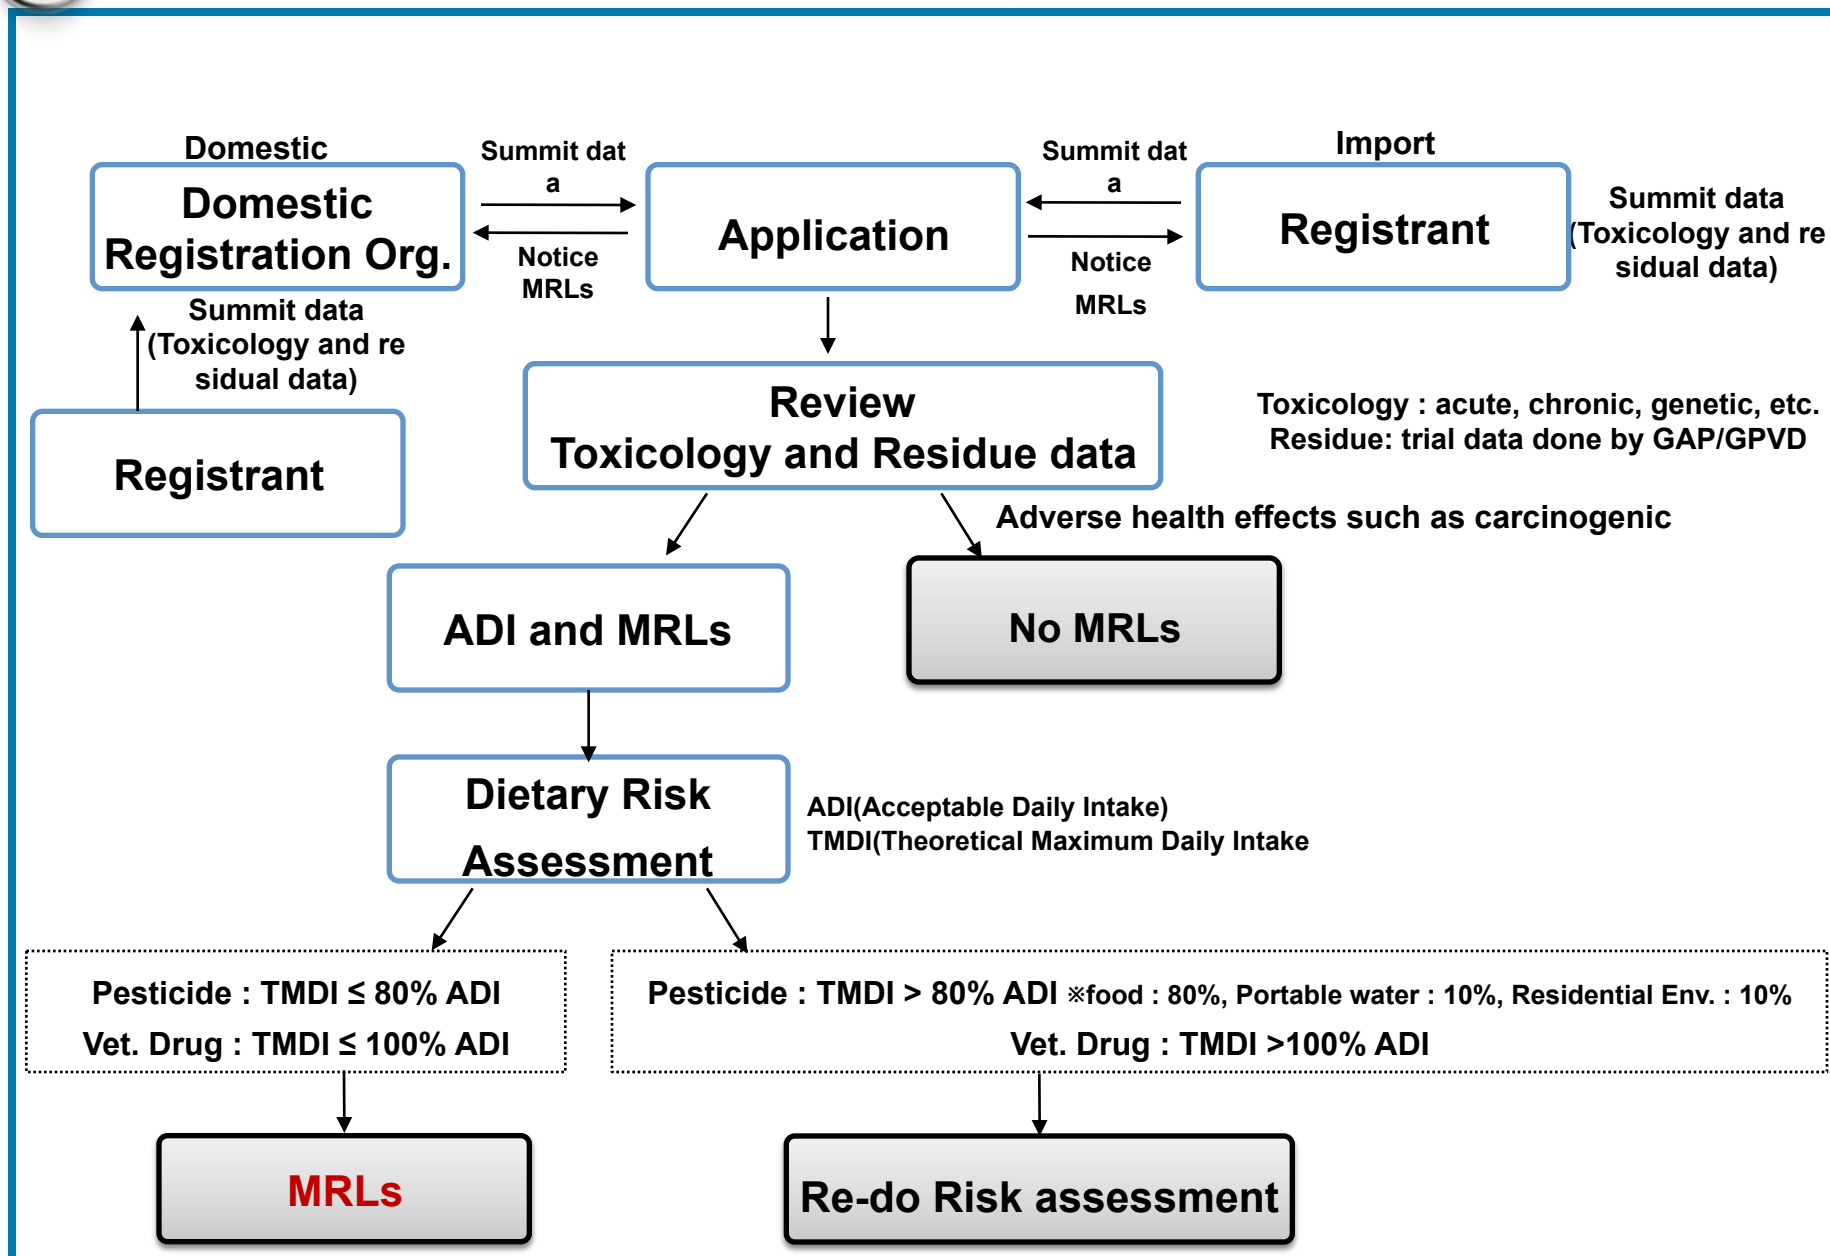 Domestic
Domestic
Registration Org.
Summit dat
a
Notice
MRLs
Application
Summit dat
a
Notice
MRLs
Import
Registrant
Summit data
(Toxicology and re
sidual data)
Summit data
(Toxicology and re
sidual data)
Registrant
Review
Toxicology and Residue data
Toxicology : acute, chronic, genetic, etc.
Residue: trial data done by GAP/GPVD
Adverse health effects such as carcinogenic
ADI and MRLs
No MRLs
Dietary Risk
Assessment
ADI(Acceptable Daily Intake)
TMDI(Theoretical Maximum Daily Intake
Pesticide : TMDI ≤ 80% ADI
Vet. Drug : TMDI ≤ 100% ADI
Pesticide : TMDI > 80% ADI ※food : 80%, Portable water : 10%, Residential Env. : 10%
Vet. Drug : TMDI >100% ADI
MRLs
Re-do Risk assessment